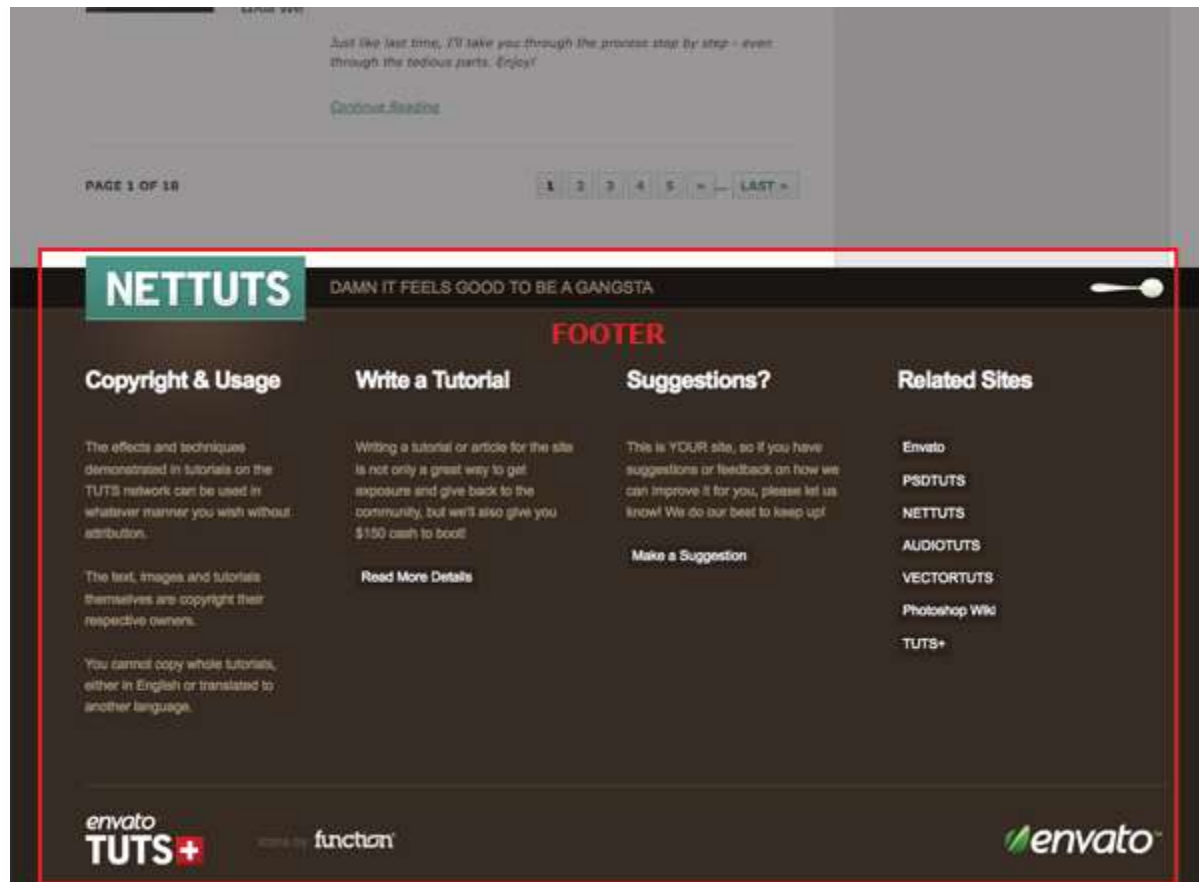 Just like last time, I'll take you through the process step by step - even
through the tedious parts. Enjoy!
Continue Reading
PAGE 1 OF 18
1 2 3 4 5 » ... LAST »
NETTUTS
DAMN IT FEELS GOOD TO BE A GANGSTA
FOOTER
Copyright & Usage
The effects and techniques
demonstrated in tutorials on the
TUTS network can be used in
whatever manner you wish without
attribution.
The text, images and tutorials
themselves are copyright their
respective owners.
You cannot copy whole tutorials,
either in English or translated to
another language.
Write a Tutorial
Writing a tutorial or article for the site
is not only a great way to get
exposure and give back to the
community, but we'll also give you
$150 cash to boot!
Read More Details
Suggestions?
This is YOUR site, so if you have
suggestions or feedback on how we
can improve it for you, please let us
know! We do our best to keep up!
Make a Suggestion
Related Sites
Envato
PSDTUTS
NETTUTS
AUDIOTUTS
VECTORTUTS
Photoshop Wiki
TUTS+
envato
TUTS+
by function
envato™